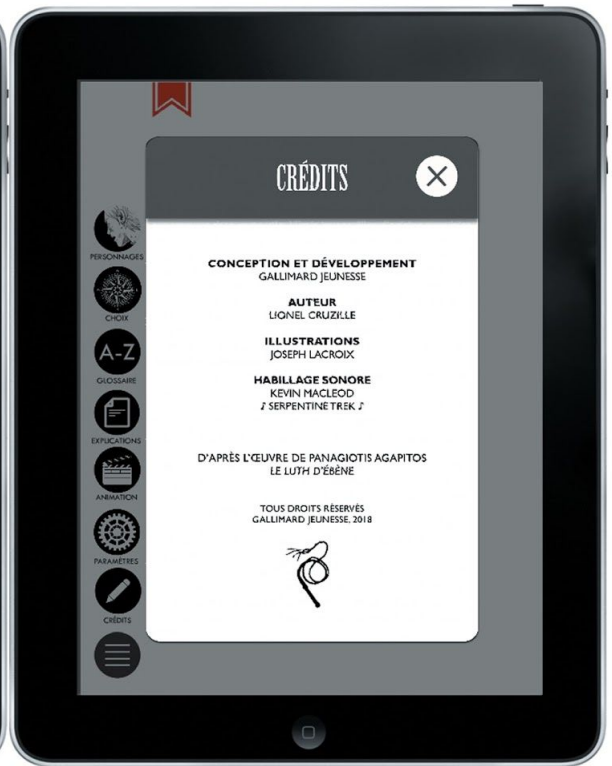 CRÉDITS
PERSONNAGES
CHOIX
A-Z
GLOSSAIRE
EXPLICATIONS
ANIMATION
PARAMÈTRES
CRÉDITS
CONCEPTION ET DÉVELOPPEMENT
GALLIMARD JEUNESSE
AUTEUR
LIONEL CRUZILLE
ILLUSTRATIONS
JOSEPH LACROIX
HABILLAGE SONORE
KEVIN MACLEOD
♪ SERPENTINE TREK ♪
D'APRÈS L'ŒUVRE DE PANAGIOTIS AGAPITOS
LE LUTH D'ÉBÈNE
TOUS DROITS RÉSERVÉS
GALLIMARD JEUNESSE, 2018